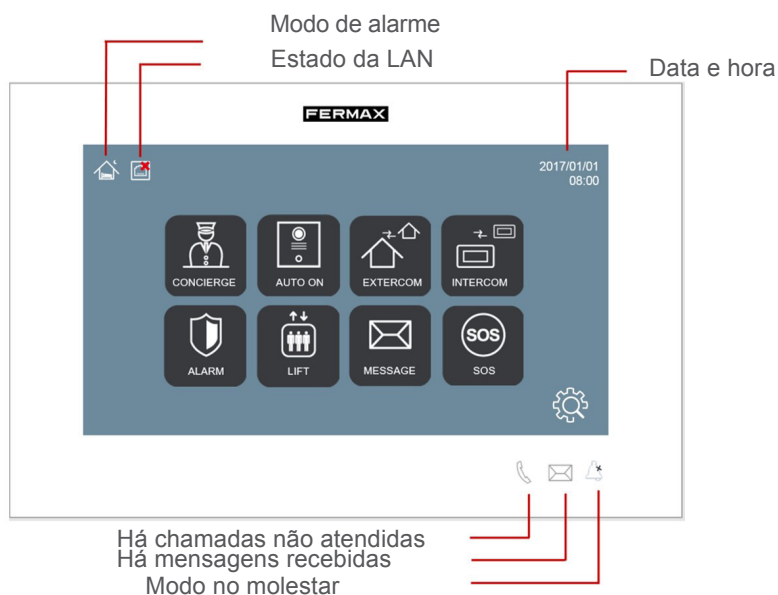 Modo de alarme
Estado da LAN
Data e hora
FERMAX
2017/01/01
08:00
CONCIERGE AUTO ON EXTERCOM INTERCOM
SOS
ALARM LIFT MESSAGE SOS
Há chamadas não atendidas
Há mensagens recebidas
Modo no molestar